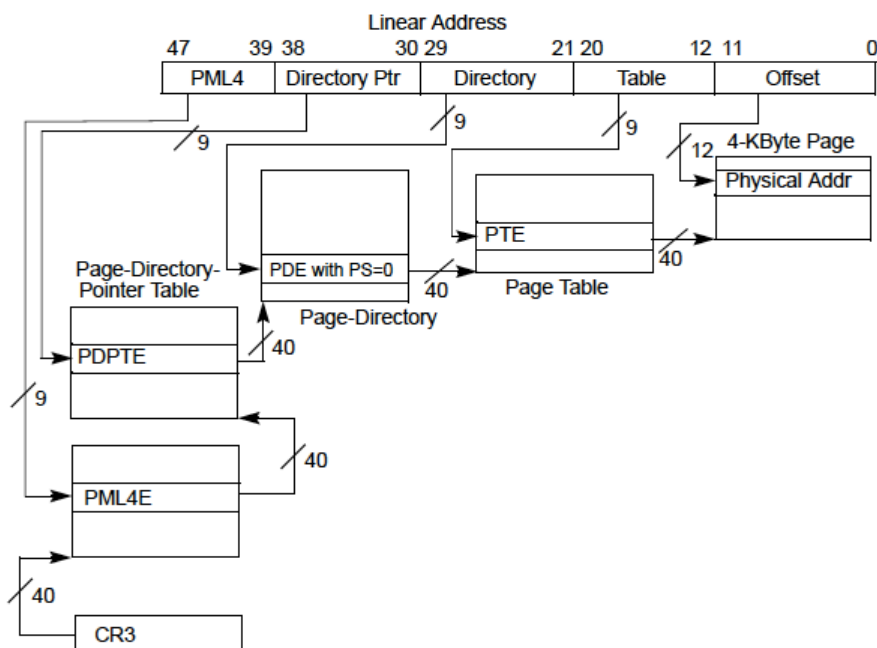 Linear Address
47 39 38 30 29 21 20 12 11 0
PML4 Directory Ptr Directory Table Offset
9 9 9
4-KByte Page
12
Physical Addr
PTE
40
Page Table
PDE with PS=0
40
Page-Directory
Page-Directory-
Pointer Table
PDPTE
40
9
40
PML4E
40
CR3